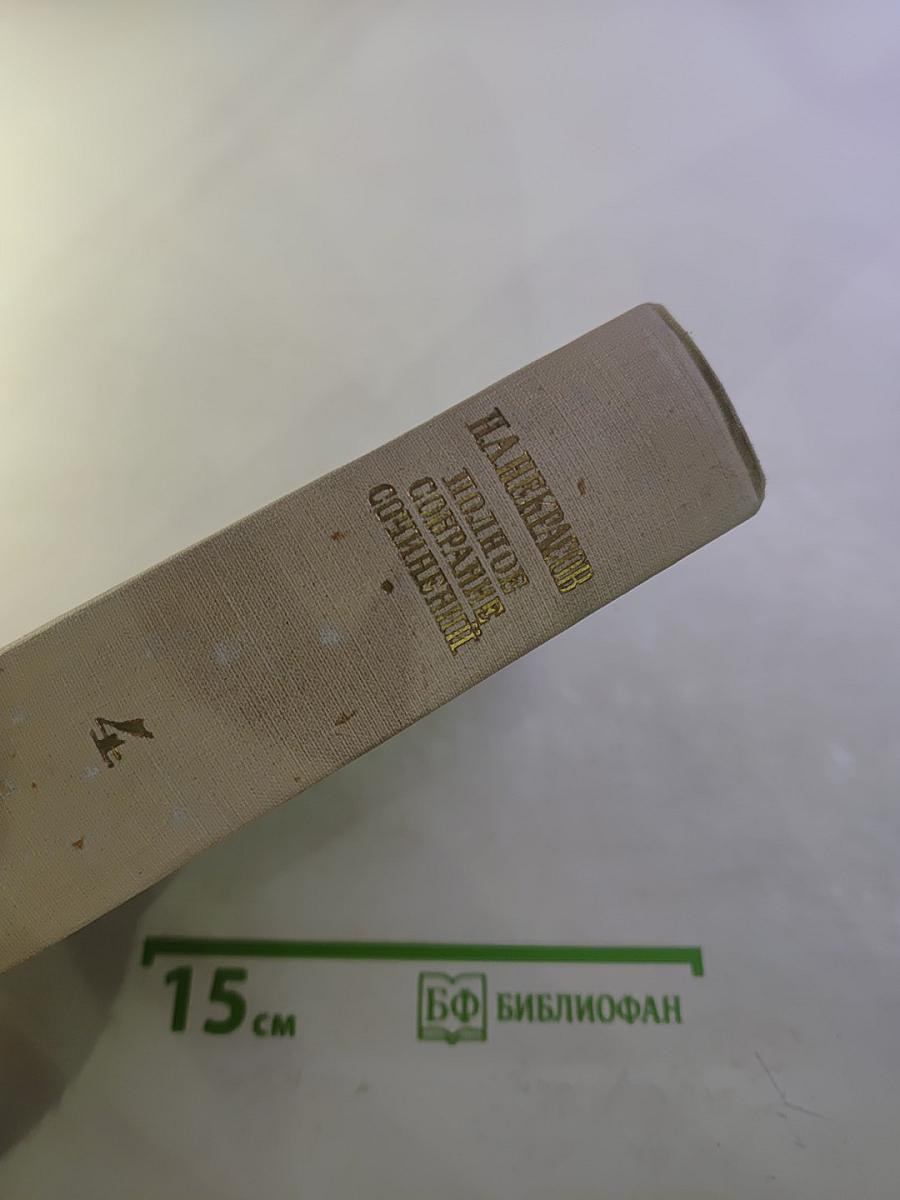 Н.А.НЕКРАСОВ
ПОЛНОЕ
СОБРАНИЕ
СОЧИНЕНИЙ
4
15 см
БФ БИБЛИОФАН